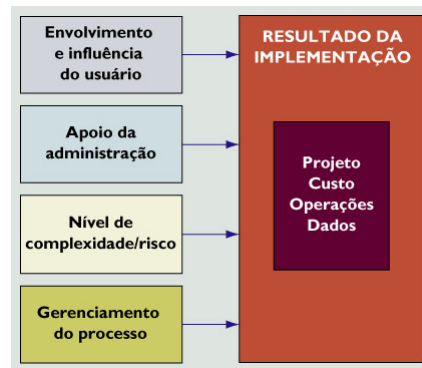 Envolvimento
e influência
do usuário
Apoio da
administração
Nível de
complexidade/risco
Gerenciamento
do processo
RESULTADO DA
IMPLEMENTAÇÃO
Projeto
Custo
Operações
Dados